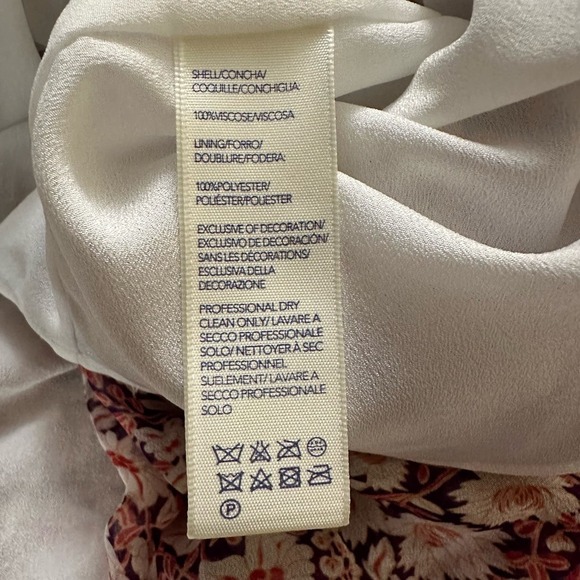 SHELL/CONCHA/
COQUILLE/CONCHIGLIA
100%VISCOSE/VISCOSA
LINING/FORRO/
DOUBLURE/FODERA:
100%POLYESTER/
POLIÉSTER/POLIESTER
EXCLUSIVE OF DECORATION/
EXCLUSIVO DE DECORACIÓN/
SANS LES DÉCORATIONS/
ESCLUSIVA DELLA
DECORAZIONE
PROFESSIONAL DRY
CLEAN ONLY/ LAVARE A
SECCO PROFESSIONALE
SOLO/ NETTOYER À SEC
PROFESSIONNEL
SUELEMENT/ LAVARE A
SECCO PROFESSIONALE
SOLO
P